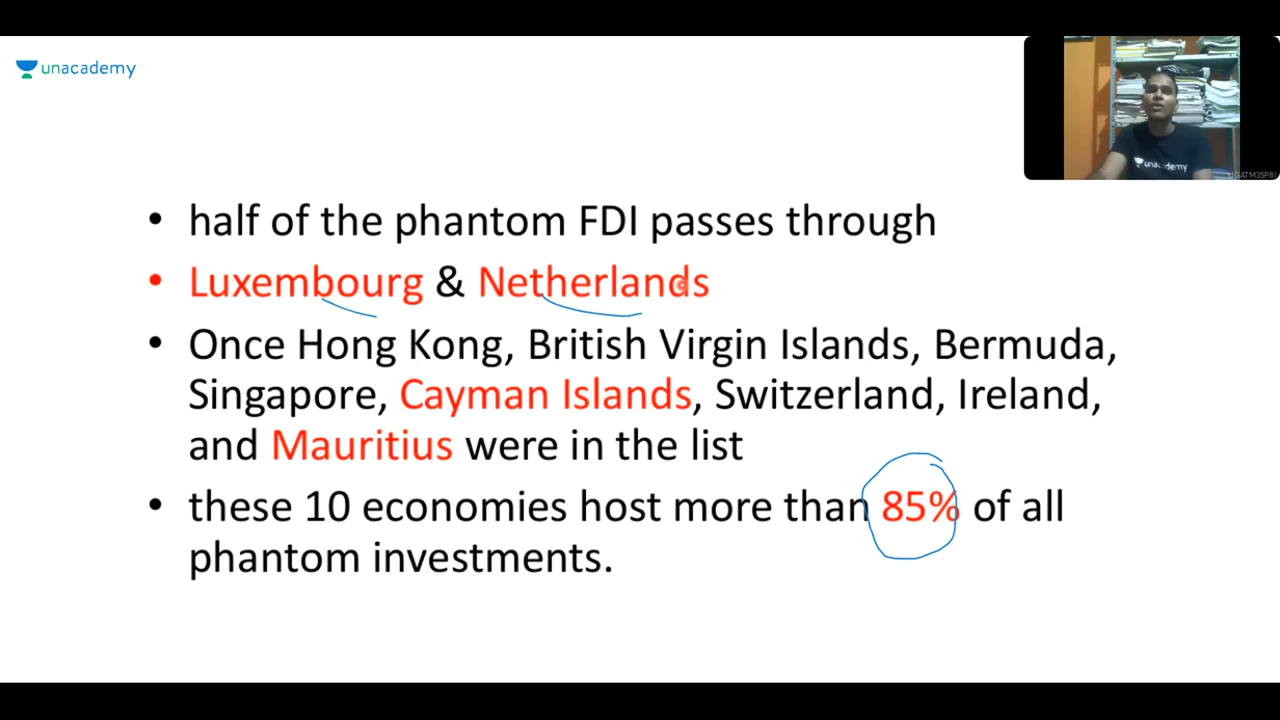 unacademy
unacademy
UGATM3SP8I
• half of the phantom FDI passes through
• Luxembourg & Netherlands
• Once Hong Kong, British Virgin Islands, Bermuda,
Singapore, Cayman Islands, Switzerland, Ireland,
and Mauritius were in the list
• these 10 economies host more than 85% of all
phantom investments.